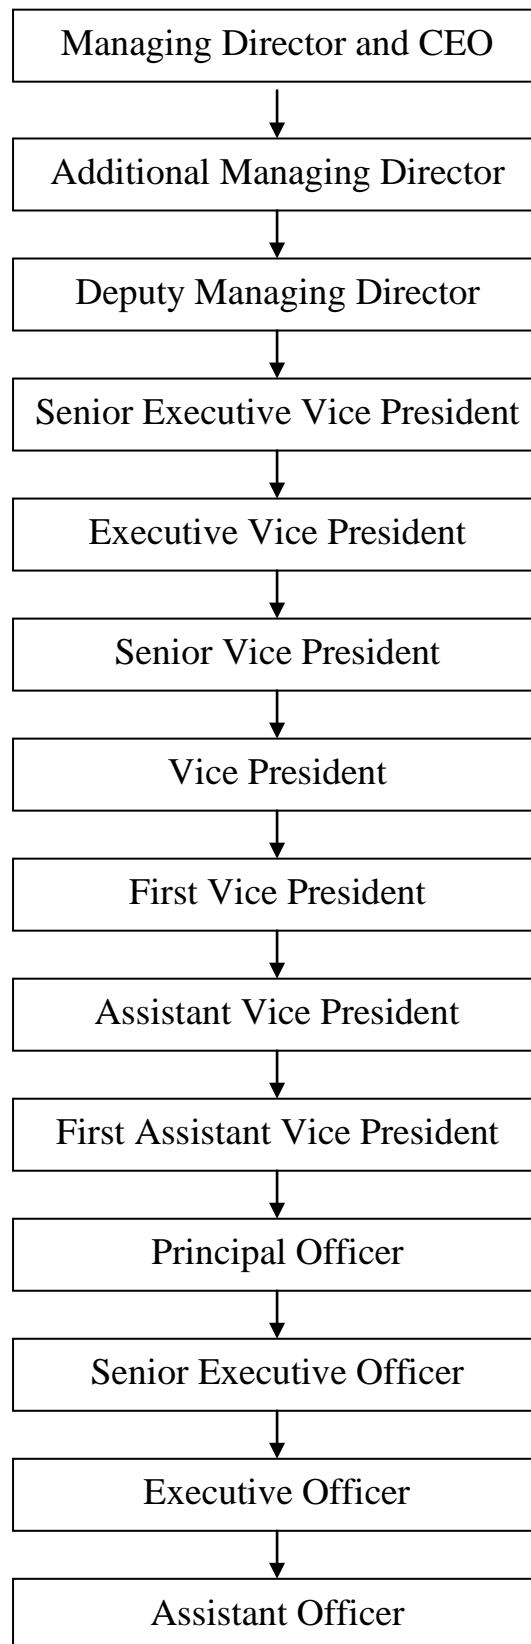 Managing Director and CEO
Additional Managing Director
Deputy Managing Director
Senior Executive Vice President
Executive Vice President
Senior Vice President
Vice President
First Vice President
Assistant Vice President
First Assistant Vice President
Principal Officer
Senior Executive Officer
Executive Officer
Assistant Officer